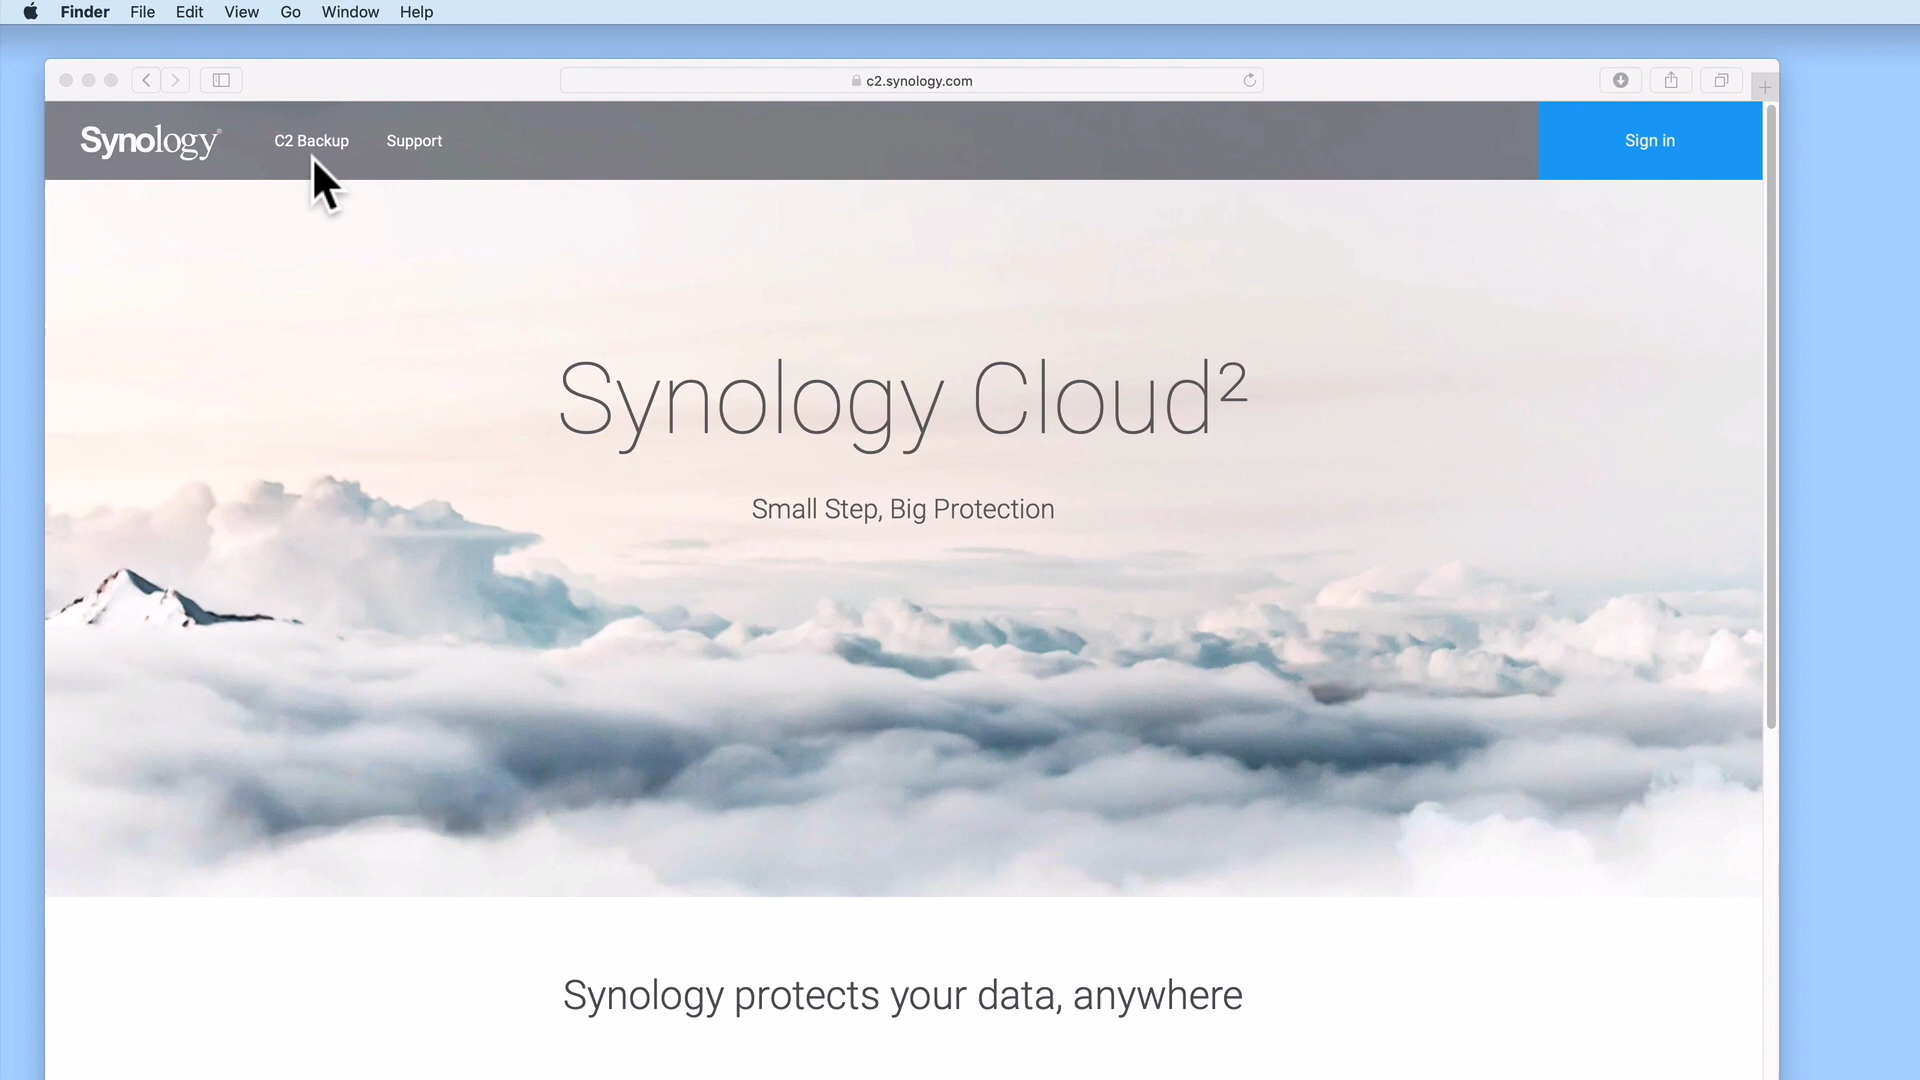 Finder File Edit View Go Window Help
c2.synology.com
Synology® C2 Backup Support Sign in
Synology Cloud²
Small Step, Big Protection
Synology protects your data, anywhere